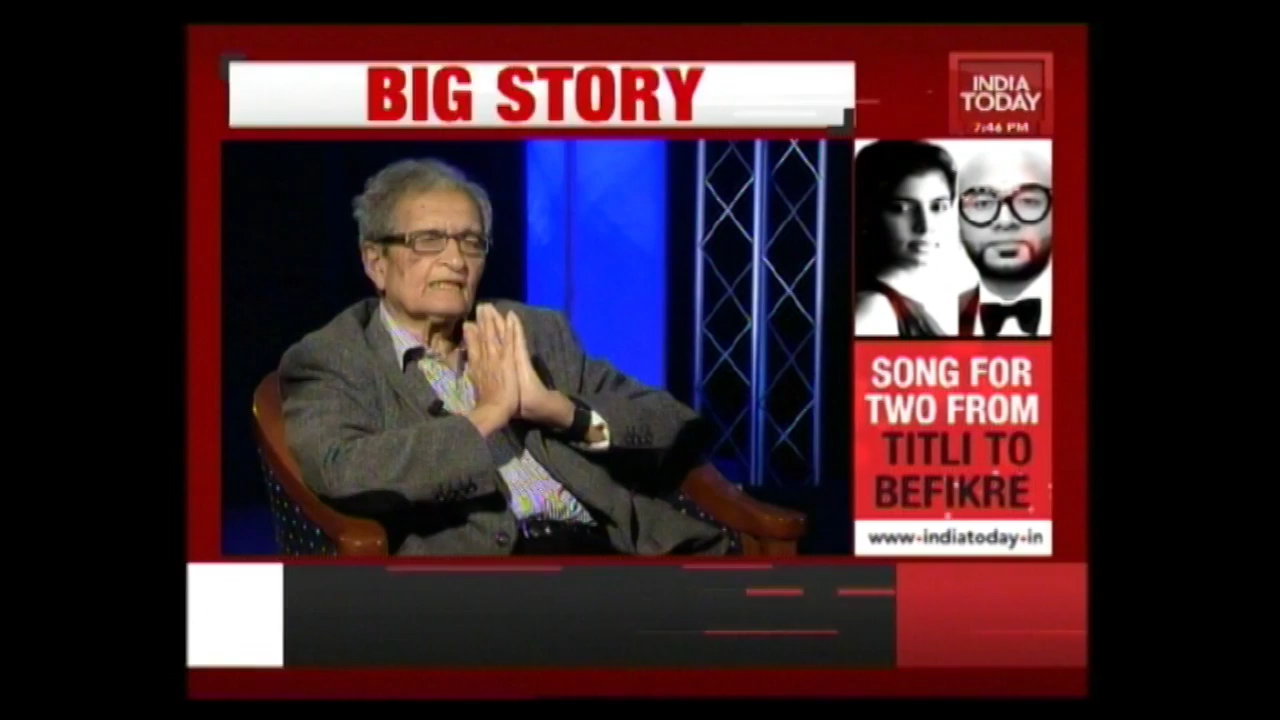 BIG STORY
INDIA
TODAY
7:46 PM
SONG FOR
TWO FROM
TITLI TO
BEFIKRE
www.indiatoday.in